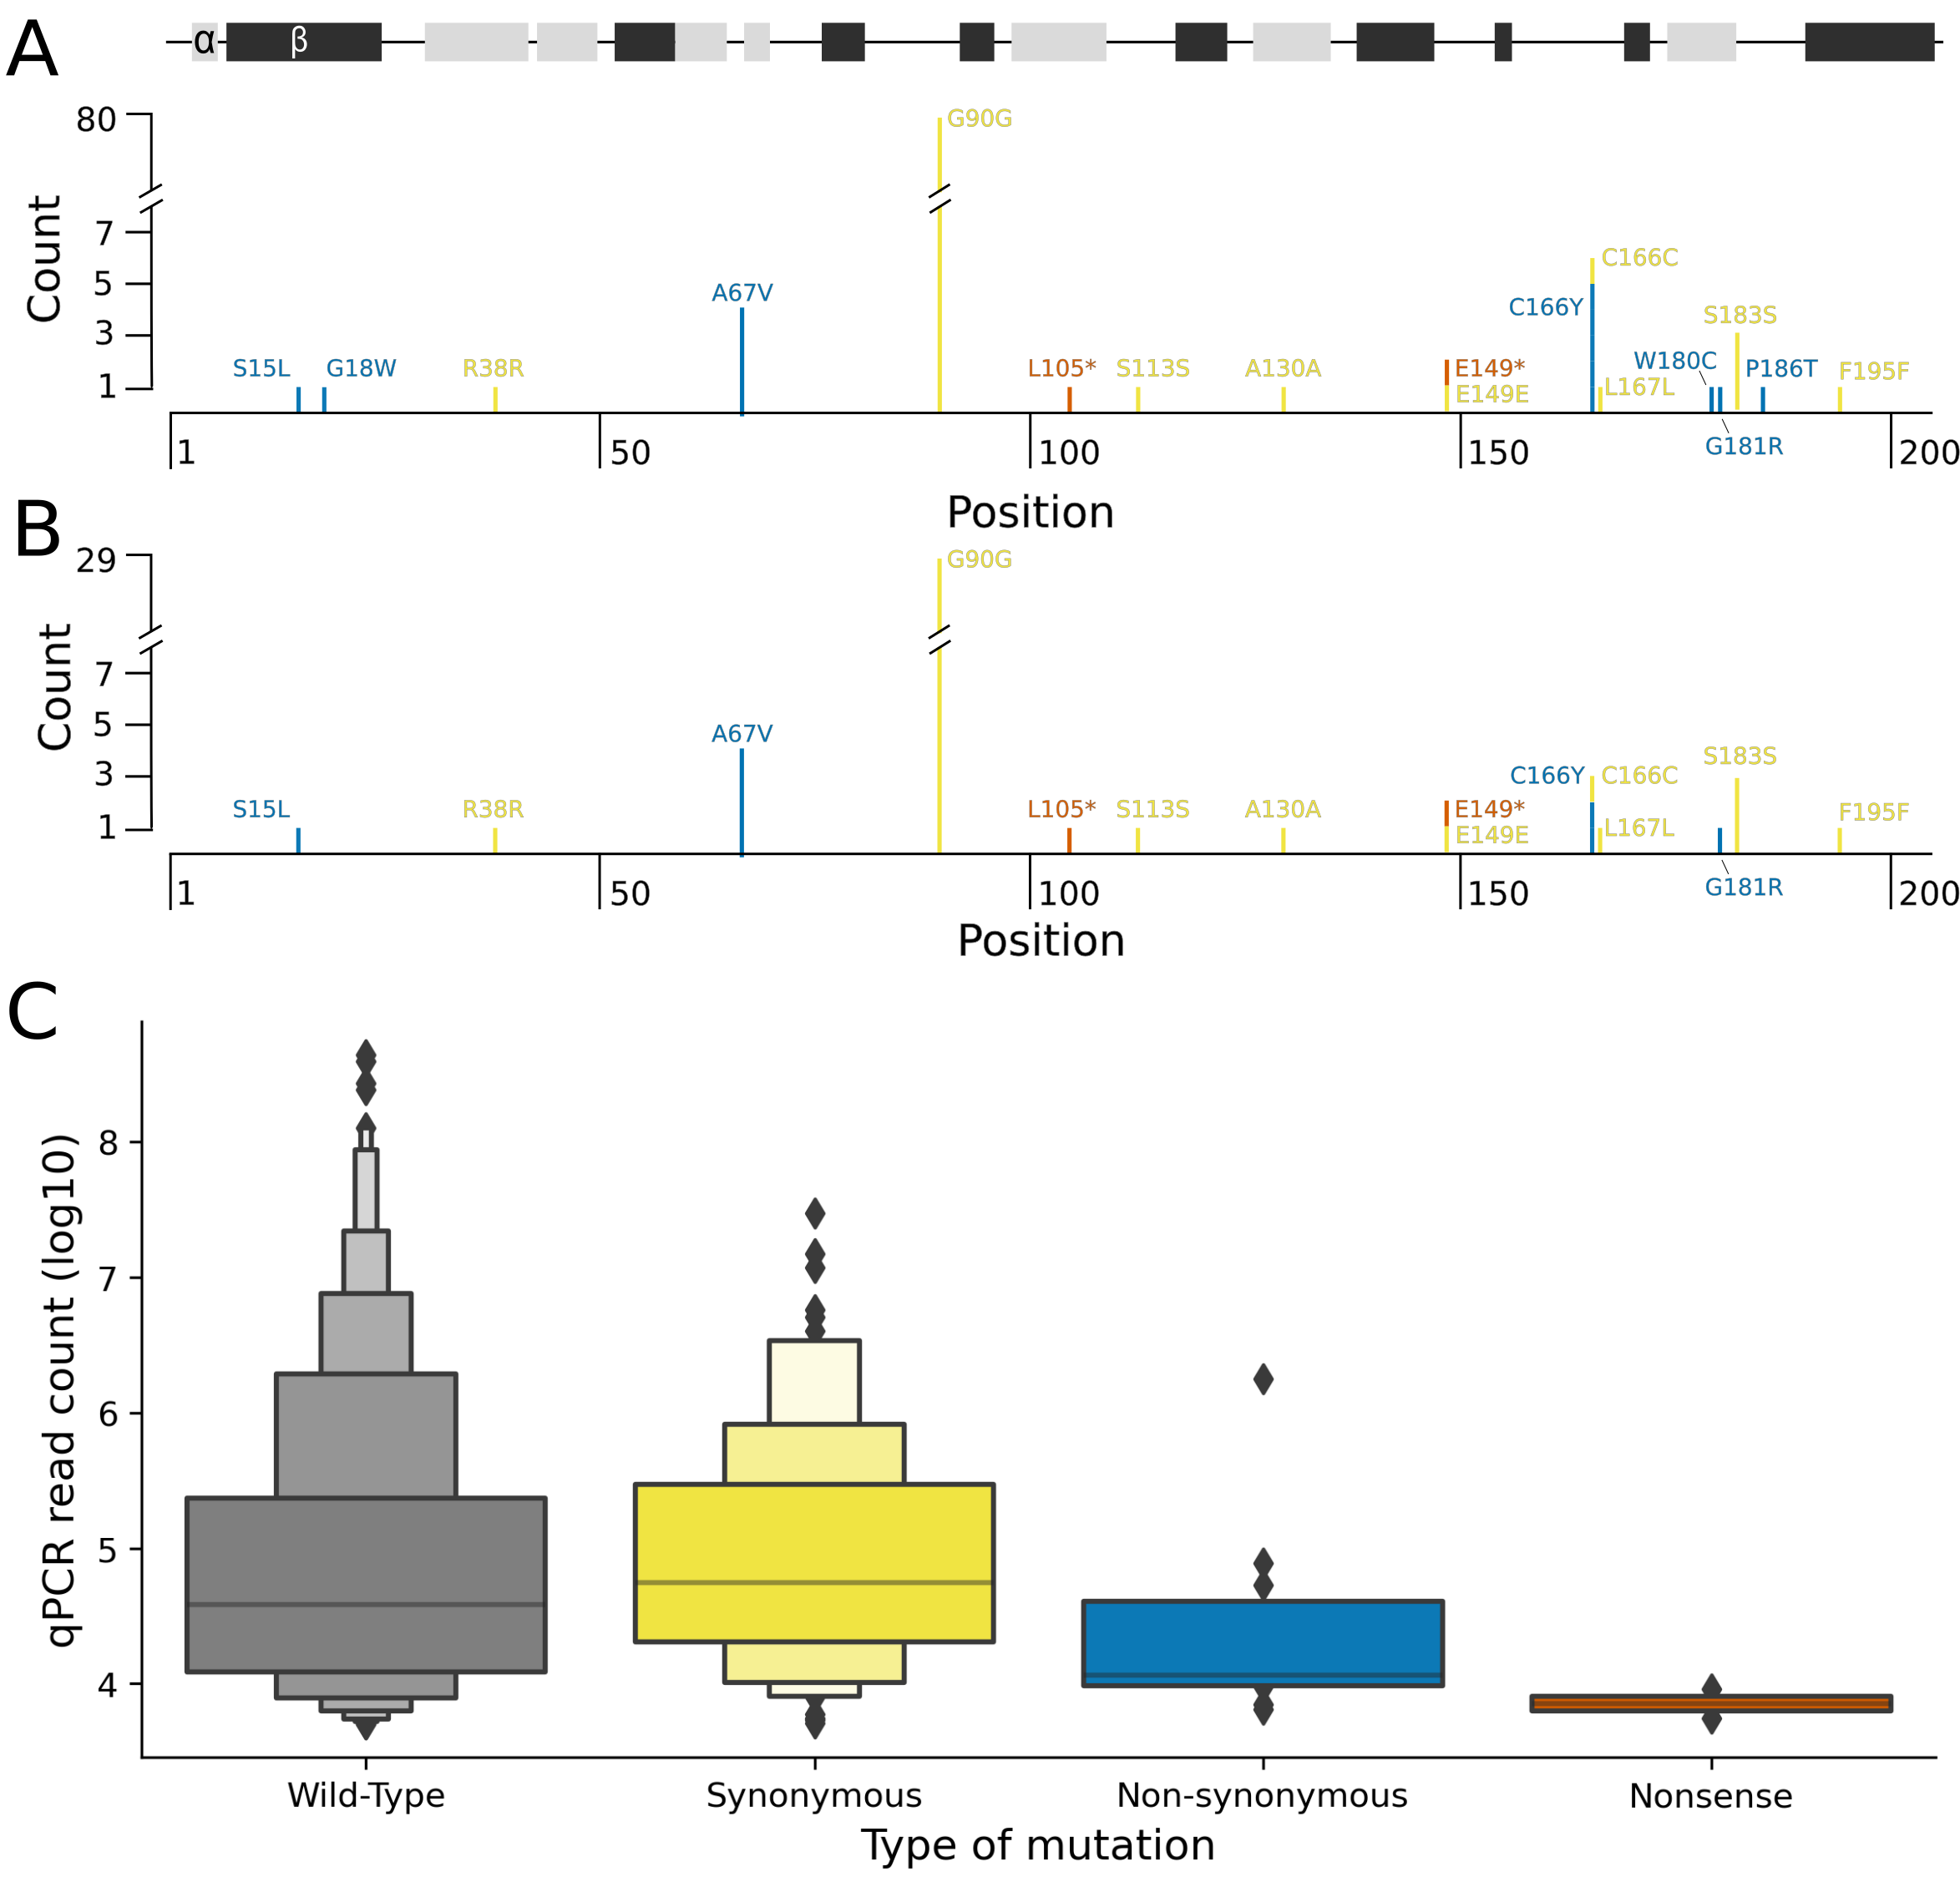 A
α
β
80
G90G
7
5
3
1
Count
C166C
A67V
C166Y
S183S
S15L
G18W
R38R
L105*
S113S
A130A
E149*
E149E
W180C
P186T
L167L
F195F
G181R
1
50
100
150
200
Position
B
29
G90G
7
5
3
1
Count
A67V
S183S
C166Y
C166C
S15L
R38R
L105*
S113S
A130A
E149*
E149E
L167L
F195F
G181R
1
50
100
150
200
Position
C
8
7
6
5
4
qPCR read count (log10)
Wild-Type
Synonymous
Non-synonymous
Nonsense
Type of mutation